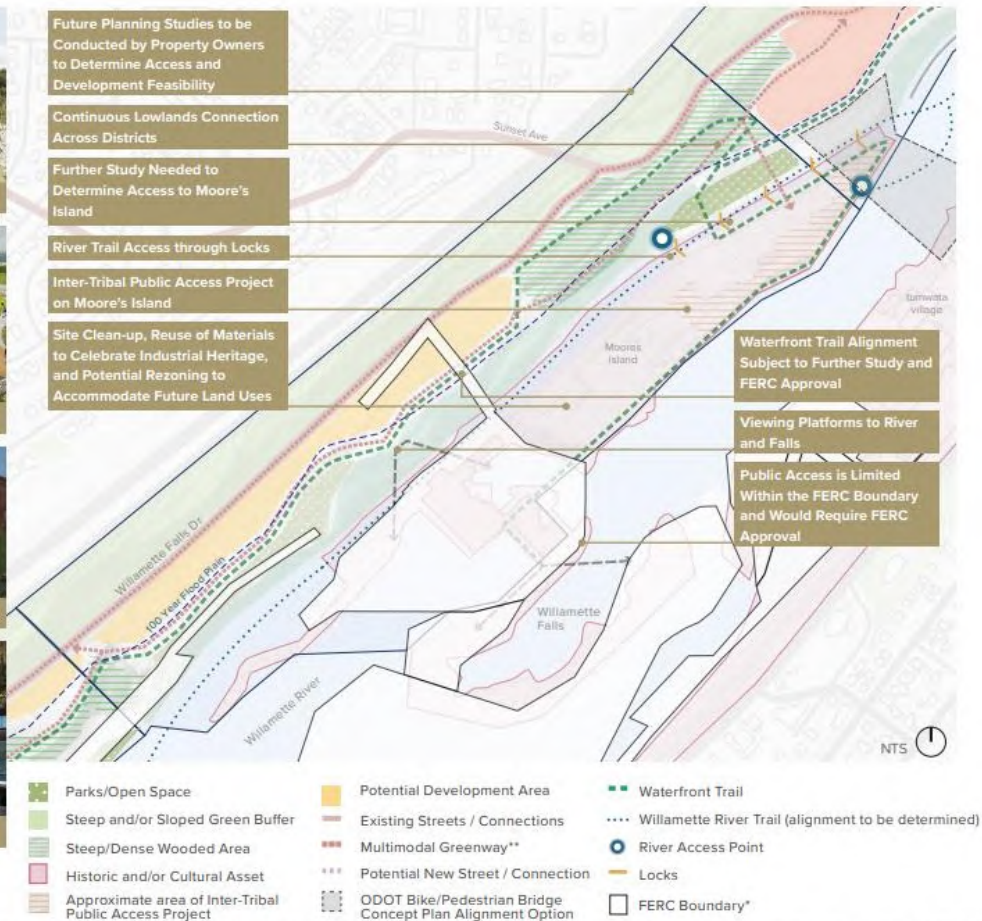 Future Planning Studies to be
Conducted by Property Owners
to Determine Access and
Development Feasibility
Continuous Lowlands Connection
Across Districts
Further Study Needed to
Determine Access to Moore's
Island
River Trail Access through Locks
Inter-Tribal Public Access Project
on Moore's Island
Site Clean-up, Reuse of Materials
to Celebrate Industrial Heritage,
and Potential Rezoning to
Accommodate Future Land Uses
Sunset Ave
tumwata
village
Moores
Island
Waterfront Trail Alignment
Subject to Further Study and
FERC Approval
Viewing Platforms to River
and Falls
Public Access is Limited
Within the FERC Boundary
and Would Require FERC
Approval
Willamette Falls Dr
100 Year Flood Plain
Willamette
Falls
Willamette River
NTS
Parks/Open Space
Steep and/or Sloped Green Buffer
Steep/Dense Wooded Area
Historic and/or Cultural Asset
Approximate area of Inter-Tribal
Public Access Project
Potential Development Area
Existing Streets / Connections
Multimodal Greenway**
Potential New Street / Connection
ODOT Bike/Pedestrian Bridge
Concept Plan Alignment Option
Waterfront Trail
Willamette River Trail (alignment to be determined)
River Access Point
Locks
FERC Boundary*